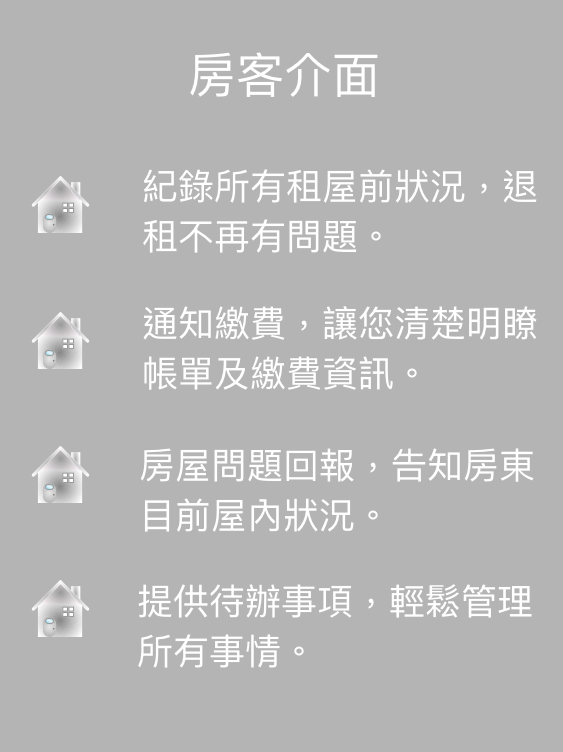 房客介面
紀錄所有租屋前狀況，退
租不再有問題。
通知繳費，讓您清楚明瞭
帳單及繳費資訊。
房屋問題回報，告知房東
目前屋內狀況。
提供待辦事項，輕鬆管理
所有事情。